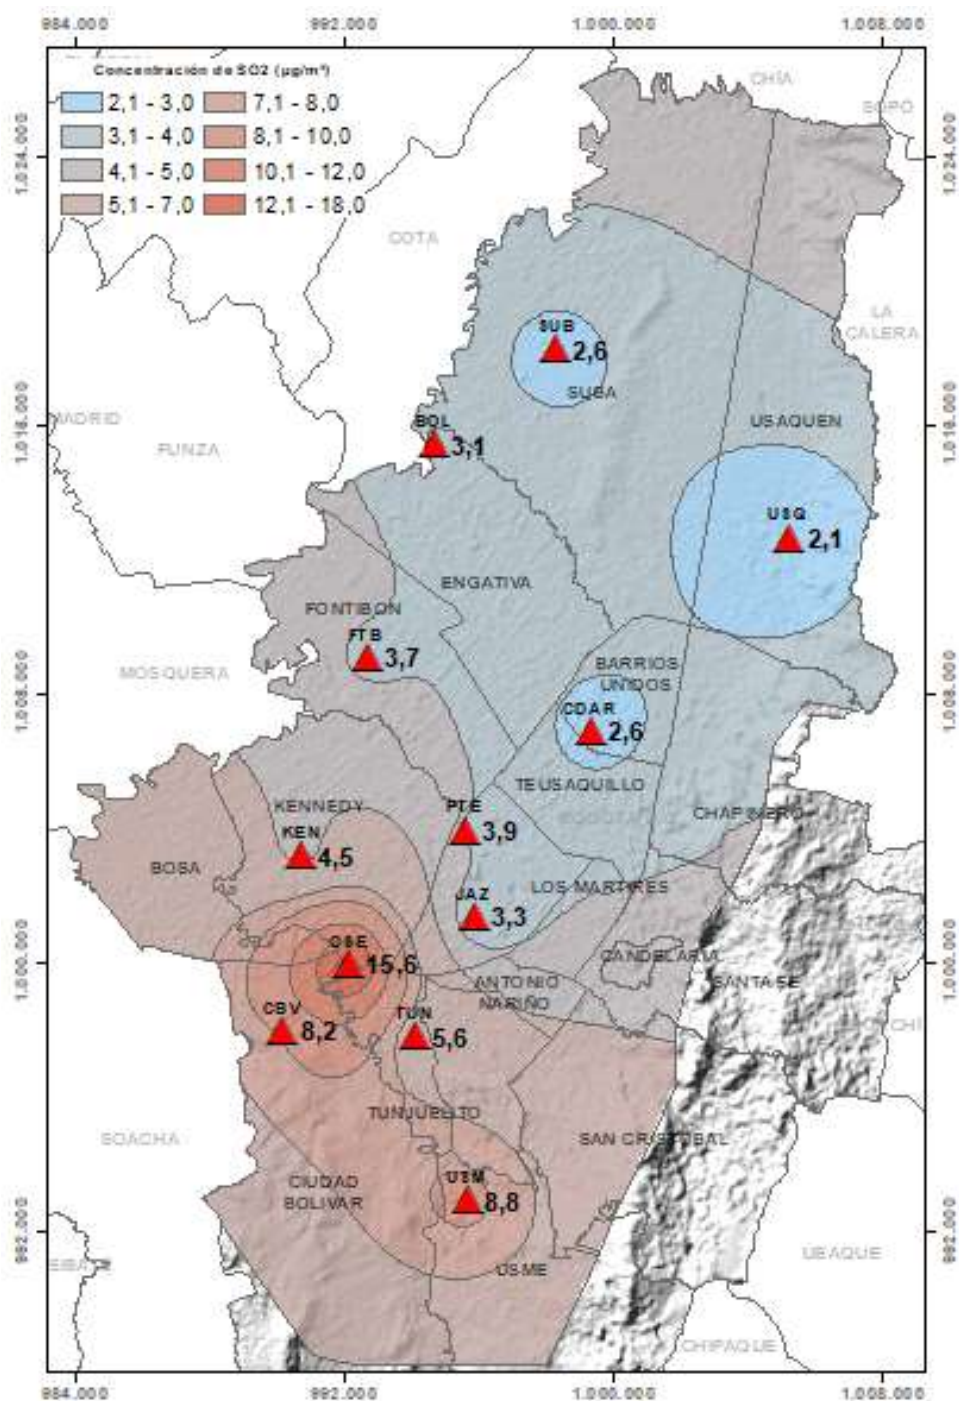 984.000 992.000 1.000.000 1.008.000
Concentración de SO2 (µg/m³)
2,1 - 3,0 7,1 - 8,0
3,1 - 4,0 8,1 - 10,0
4,1 - 5,0 10,1 - 12,0
5,1 - 7,0 12,1 - 18,0
CHÍA
SOPÓ
1.024.000 1.024.000
COTA
LA
CALERA
SUB
2,6
SUBA
MADRID
BOL
USAQUEN
FUNZA
3,1
1.016.000 1.016.000
USQ
2,1
ENGATIVA
FONTIBON
FTB
3,7
MOSQUERA
BARRIOS
UNIDOS
1.008.000 1.008.000
CDAR
2,6
TEUSAQUILLO
KENNEDY
PTE
CHAPINERO
KEN
3,9
4,5
BOSA
LOS MARTIRES
JAZ
3,3
CSE
15,6
CANDELARIA
1.000.000 1.000.000
ANTONIO
NARIÑO
SANTA FE
CBV
8,2
TUN
5,6
TUNJUELITO
SOACHA
SAN CRISTOBAL
CIUDAD
BOLIVAR
USM
8,8
992.000 992.000
UBAQUE
USME
CHIPAQUE
984.000 992.000 1.000.000 1.008.000